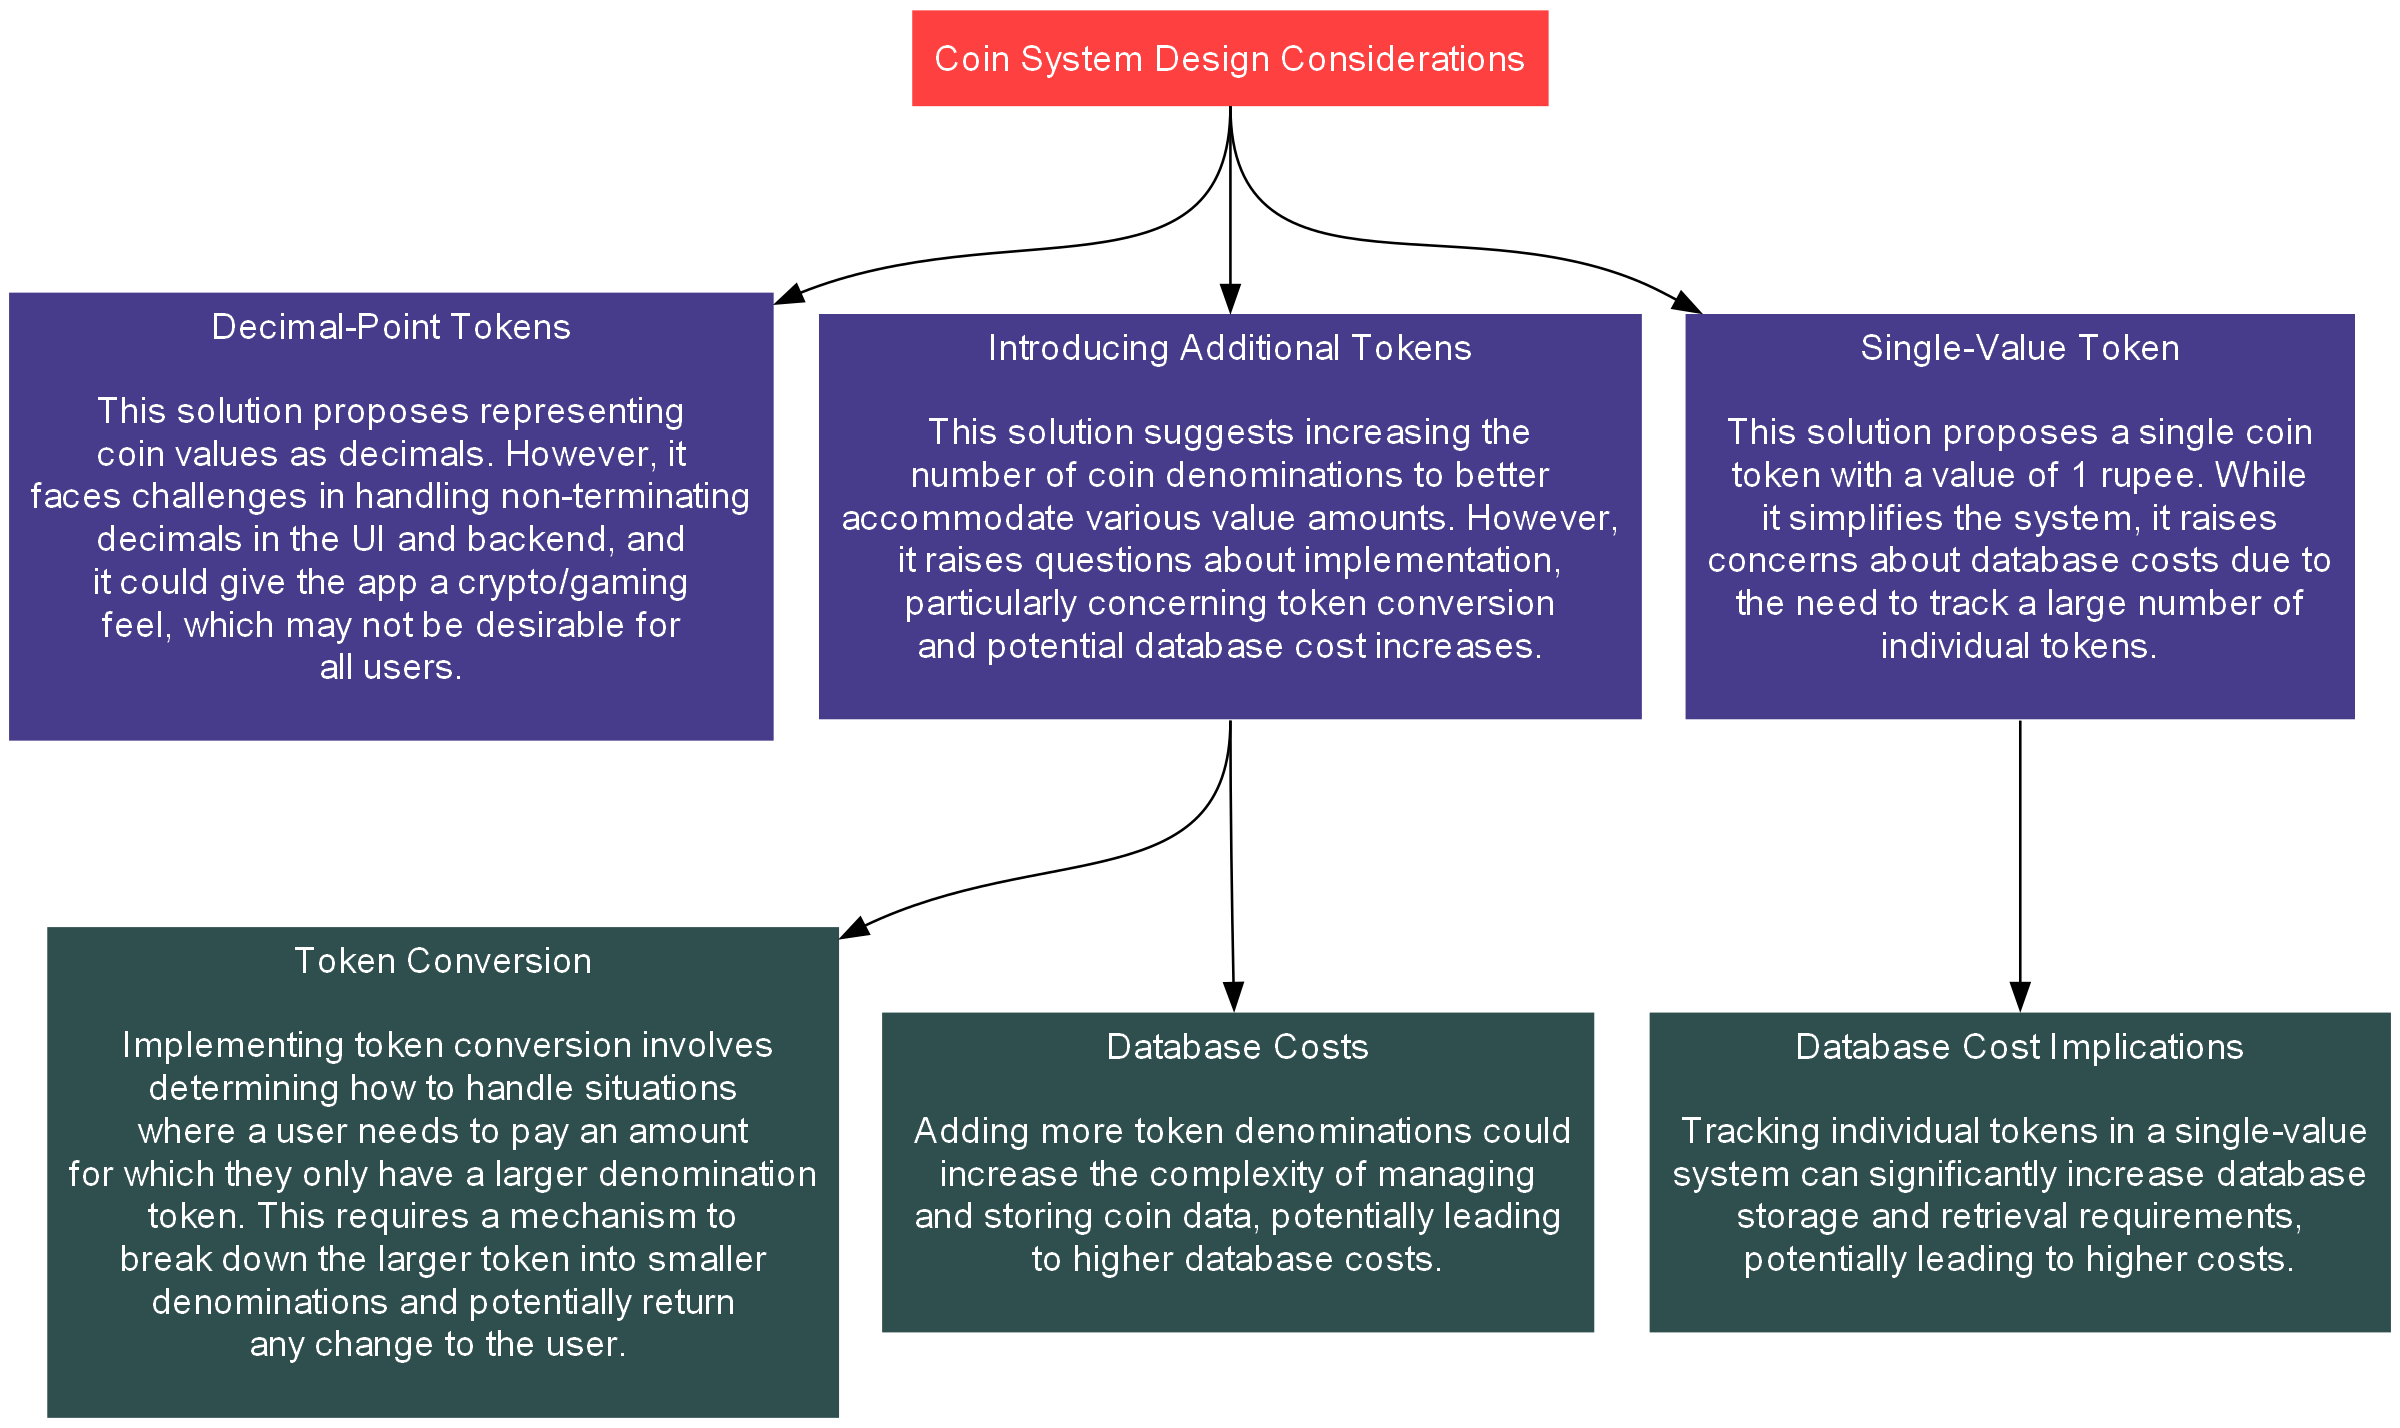 Coin System Design Considerations
Decimal-Point Tokens
This solution proposes representing
coin values as decimals. However, it
faces challenges in handling non-terminating
decimals in the UI and backend, and
it could give the app a crypto/gaming
feel, which may not be desirable for
all users.
Introducing Additional Tokens
This solution suggests increasing the
number of coin denominations to better
accommodate various value amounts. However,
it raises questions about implementation,
particularly concerning token conversion
and potential database cost increases.
Single-Value Token
This solution proposes a single coin
token with a value of 1 rupee. While
it simplifies the system, it raises
concerns about database costs due to
the need to track a large number of
individual tokens.
Token Conversion
Implementing token conversion involves
determining how to handle situations
where a user needs to pay an amount
for which they only have a larger denomination
token. This requires a mechanism to
break down the larger token into smaller
denominations and potentially return
any change to the user.
Database Costs
Adding more token denominations could
increase the complexity of managing
and storing coin data, potentially leading
to higher database costs.
Database Cost Implications
Tracking individual tokens in a single-value
system can significantly increase database
storage and retrieval requirements,
potentially leading to higher costs.